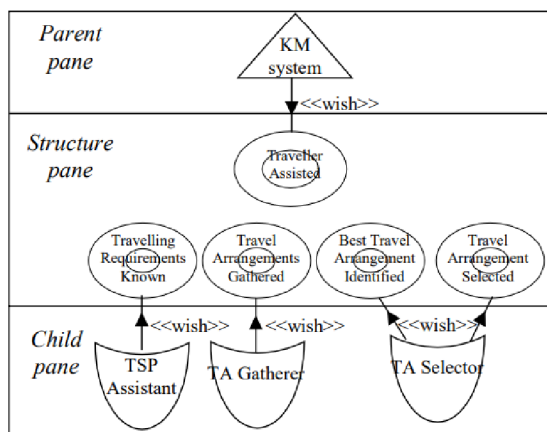 Parent
pane
KM
system
<<wish>>
Structure
pane
Traveller
Assisted
Travelling
Requirements
Known
Travel
Arrangements
Gathered
Best Travel
Arrangement
Identified
Travel
Arrangement
Selected
<<wish>>
<<wish>>
<<wish>>
Child
pane
TSP
Assistant
TA Gatherer
TA Selector